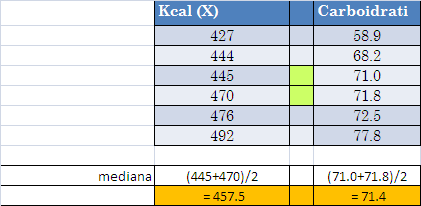 Kcal (X) Carboidrati
427 58.9
444 68.2
445 71.0
470 71.8
476 72.5
492 77.8
mediana (445+470)/2 (71.0+71.8)/2
= 457.5 = 71.4